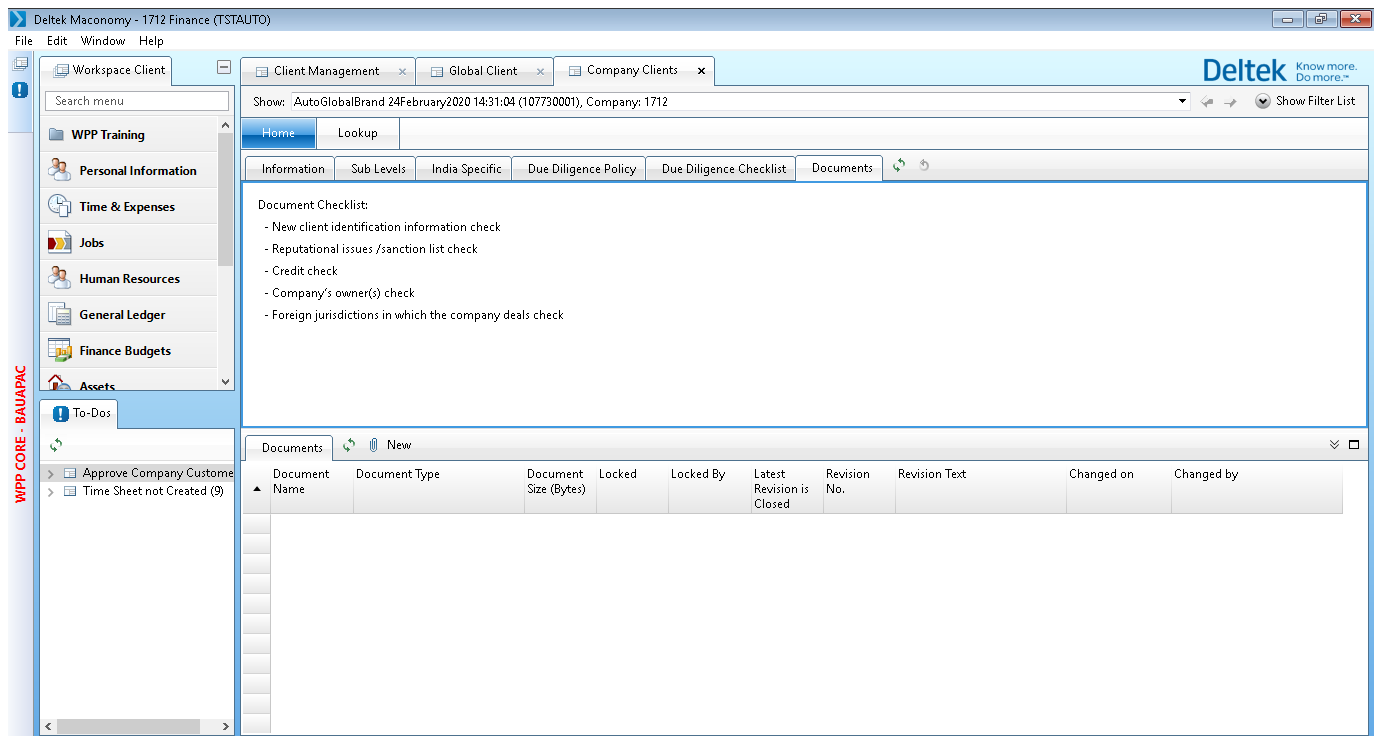 Deltek Maconomy - 1712 Finance (TSTAUTO)
File Edit Window Help
WPP CORE - BAUAPAC
Workspace Client
Search menu
WPP Training
Personal Information
Time & Expenses
Jobs
Human Resources
General Ledger
Finance Budgets
Assets
To-Dos
Approve Company Custome
Time Sheet not Created (9)
Client Management Global Client Company Clients
Deltek Know more.
Do more.™
Show: AutoGlobalBrand 24February2020 14:31:04 (107730001), Company: 1712 Show Filter List
Home Lookup
Information Sub Levels India Specific Due Diligence Policy Due Diligence Checklist Documents
Document Checklist:
- New client identification information check
- Reputational issues /sanction list check
- Credit check
- Company's owner(s) check
- Foreign jurisdictions in which the company deals check
Documents New
Document Document Type Document Locked Locked By Latest Revision Revision Text Changed on Changed by
Name Size (Bytes) Revision is No.
Closed